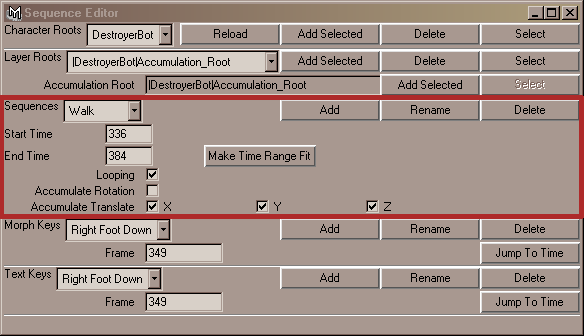 Sequence Editor
Character Roots DestroyerBot Reload Add Selected Delete Select
Layer Roots |DestroyerBot|Accumulation_Root Add Selected Delete Select
Accumulation Root |DestroyerBot|Accumulation_Root Add Selected Select
Sequences Walk Add Rename Delete
Start Time 336
End Time 384 Make Time Range Fit
Looping
Accumulate Rotation
Accumulate Translate X Y Z
Morph Keys Right Foot Down Add Rename Delete
Frame 349 Jump To Time
Text Keys Right Foot Down Add Rename Delete
Frame 349 Jump To Time